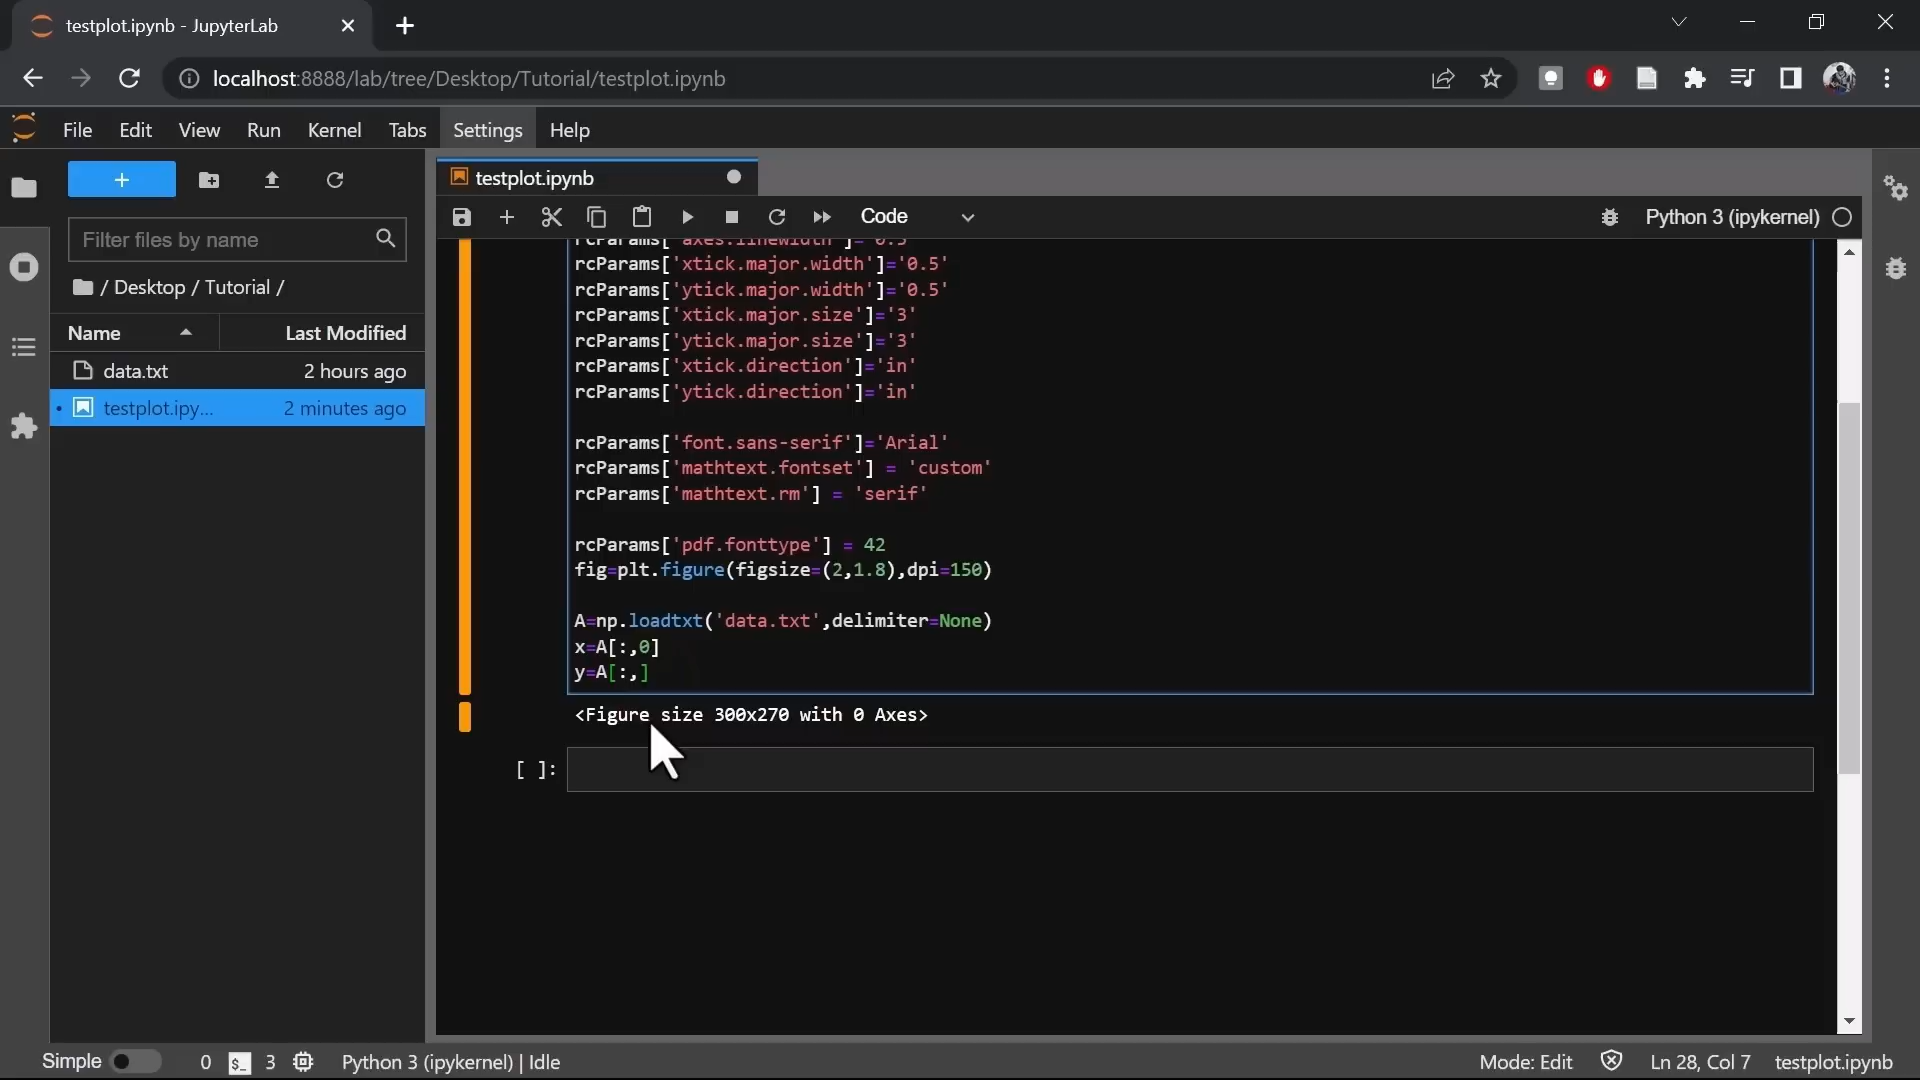 testplot.ipynb - JupyterLab
localhost:8888/lab/tree/Desktop/Tutorial/testplot.ipynb
File Edit View Run Kernel Tabs Settings Help
testplot.ipynb
Code
Python 3 (ipykernel)
Filter files by name
/ Desktop / Tutorial /
Name Last Modified
data.txt 2 hours ago
testplot.ipy... 2 minutes ago
rcParams['axes.linewidth']='0.5'
rcParams['xtick.major.width']='0.5'
rcParams['ytick.major.width']='0.5'
rcParams['xtick.major.size']='3'
rcParams['ytick.major.size']='3'
rcParams['xtick.direction']='in'
rcParams['ytick.direction']='in'
rcParams['font.sans-serif']='Arial'
rcParams['mathtext.fontset'] = 'custom'
rcParams['mathtext.rm'] = 'serif'
rcParams['pdf.fonttype'] = 42
fig=plt.figure(figsize=(2,1.8),dpi=150)
A=np.loadtxt('data.txt',delimiter=None)
x=A[:,0]
y=A[:,]
<Figure size 300x270 with 0 Axes>
[ ]:
Simple 0 $_ 3 Python 3 (ipykernel) | Idle
Mode: Edit Ln 28, Col 7 testplot.ipynb